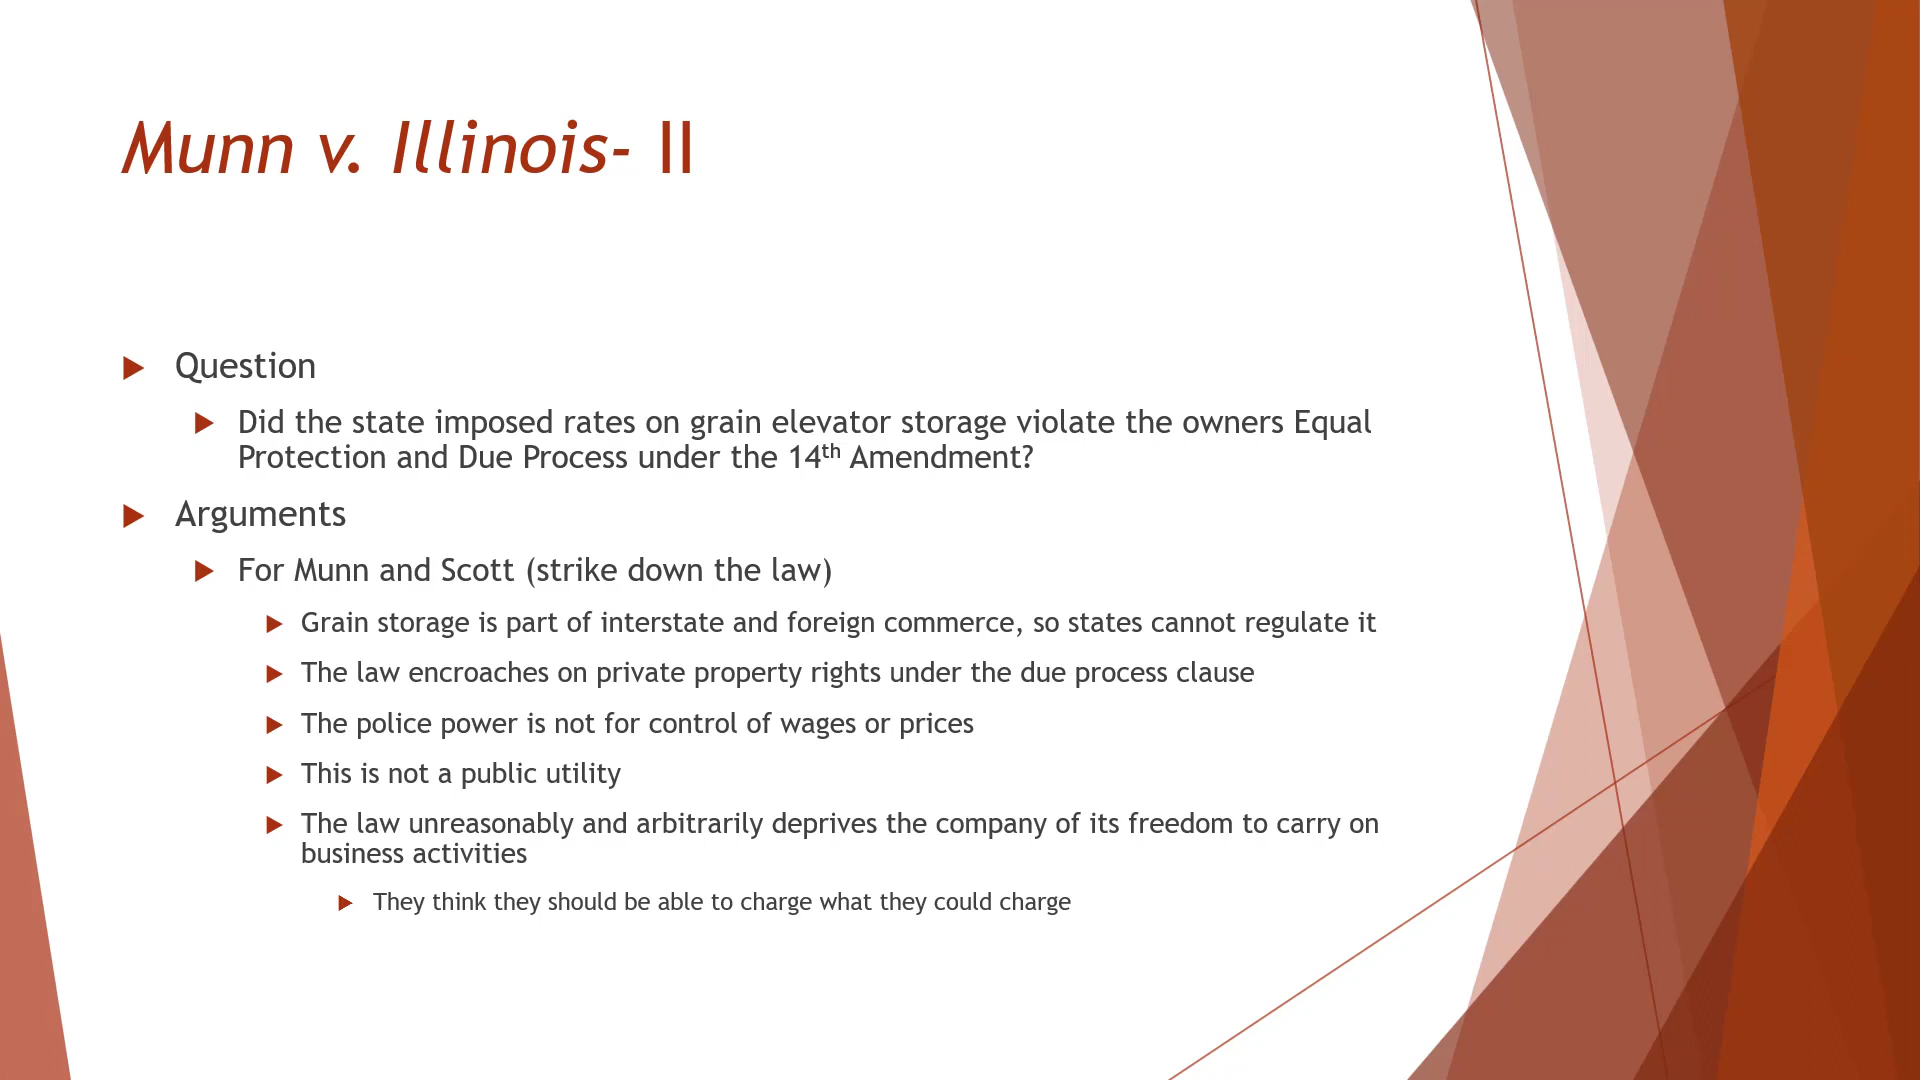 Munn v. Illinois- II
Question
Did the state imposed rates on grain elevator storage violate the owners Equal
Protection and Due Process under the 14th Amendment?
Arguments
For Munn and Scott (strike down the law)
Grain storage is part of interstate and foreign commerce, so states cannot regulate it
The law encroaches on private property rights under the due process clause
The police power is not for control of wages or prices
This is not a public utility
The law unreasonably and arbitrarily deprives the company of its freedom to carry on
business activities
They think they should be able to charge what they could charge